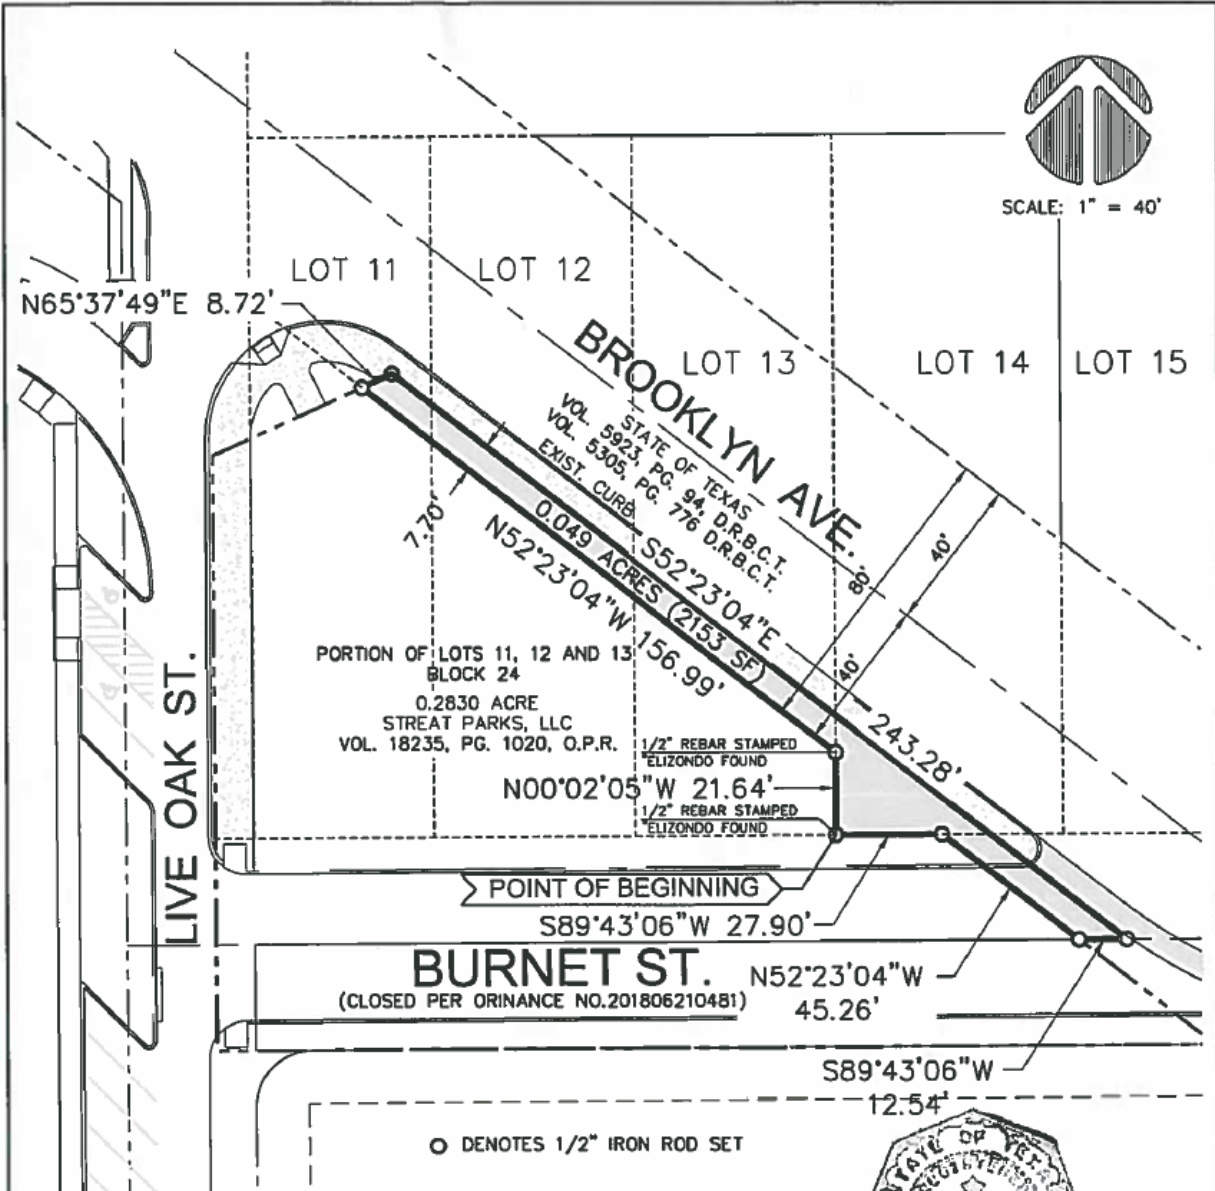 SCALE: 1" = 40'
LOT 11
LOT 12
N65°37'49"E 8.72'
LOT 13
LOT 14
LOT 15
BROOKLYN AVE.
STATE OF TEXAS
VOL. 5923, PG. 94, D.R.B.C.T.
VOL. 5305, PG. 776 D.R.B.C.T.
EXIST. CURB
7.70'
0.049 ACRES (2153 SF)
S52°23'04"E
243.28'
N52°23'04"W 156.99'
80'
40'
40'
PORTION OF LOTS 11, 12 AND 13
BLOCK 24
0.2830 ACRE
STREAT PARKS, LLC
VOL. 18235, PG. 1020, O.P.R.
1/2" REBAR STAMPED
"ELIZONDO FOUND
N00°02'05"W 21.64'
1/2" REBAR STAMPED
"ELIZONDO FOUND
LIVE OAK ST.
POINT OF BEGINNING
S89°43'06"W 27.90'
BURNET ST.
(CLOSED PER ORINANCE NO.201806210481)
N52°23'04"W
45.26'
S89°43'06"W
12.54'
O DENOTES 1/2" IRON ROD SET
STATE OF TEXAS